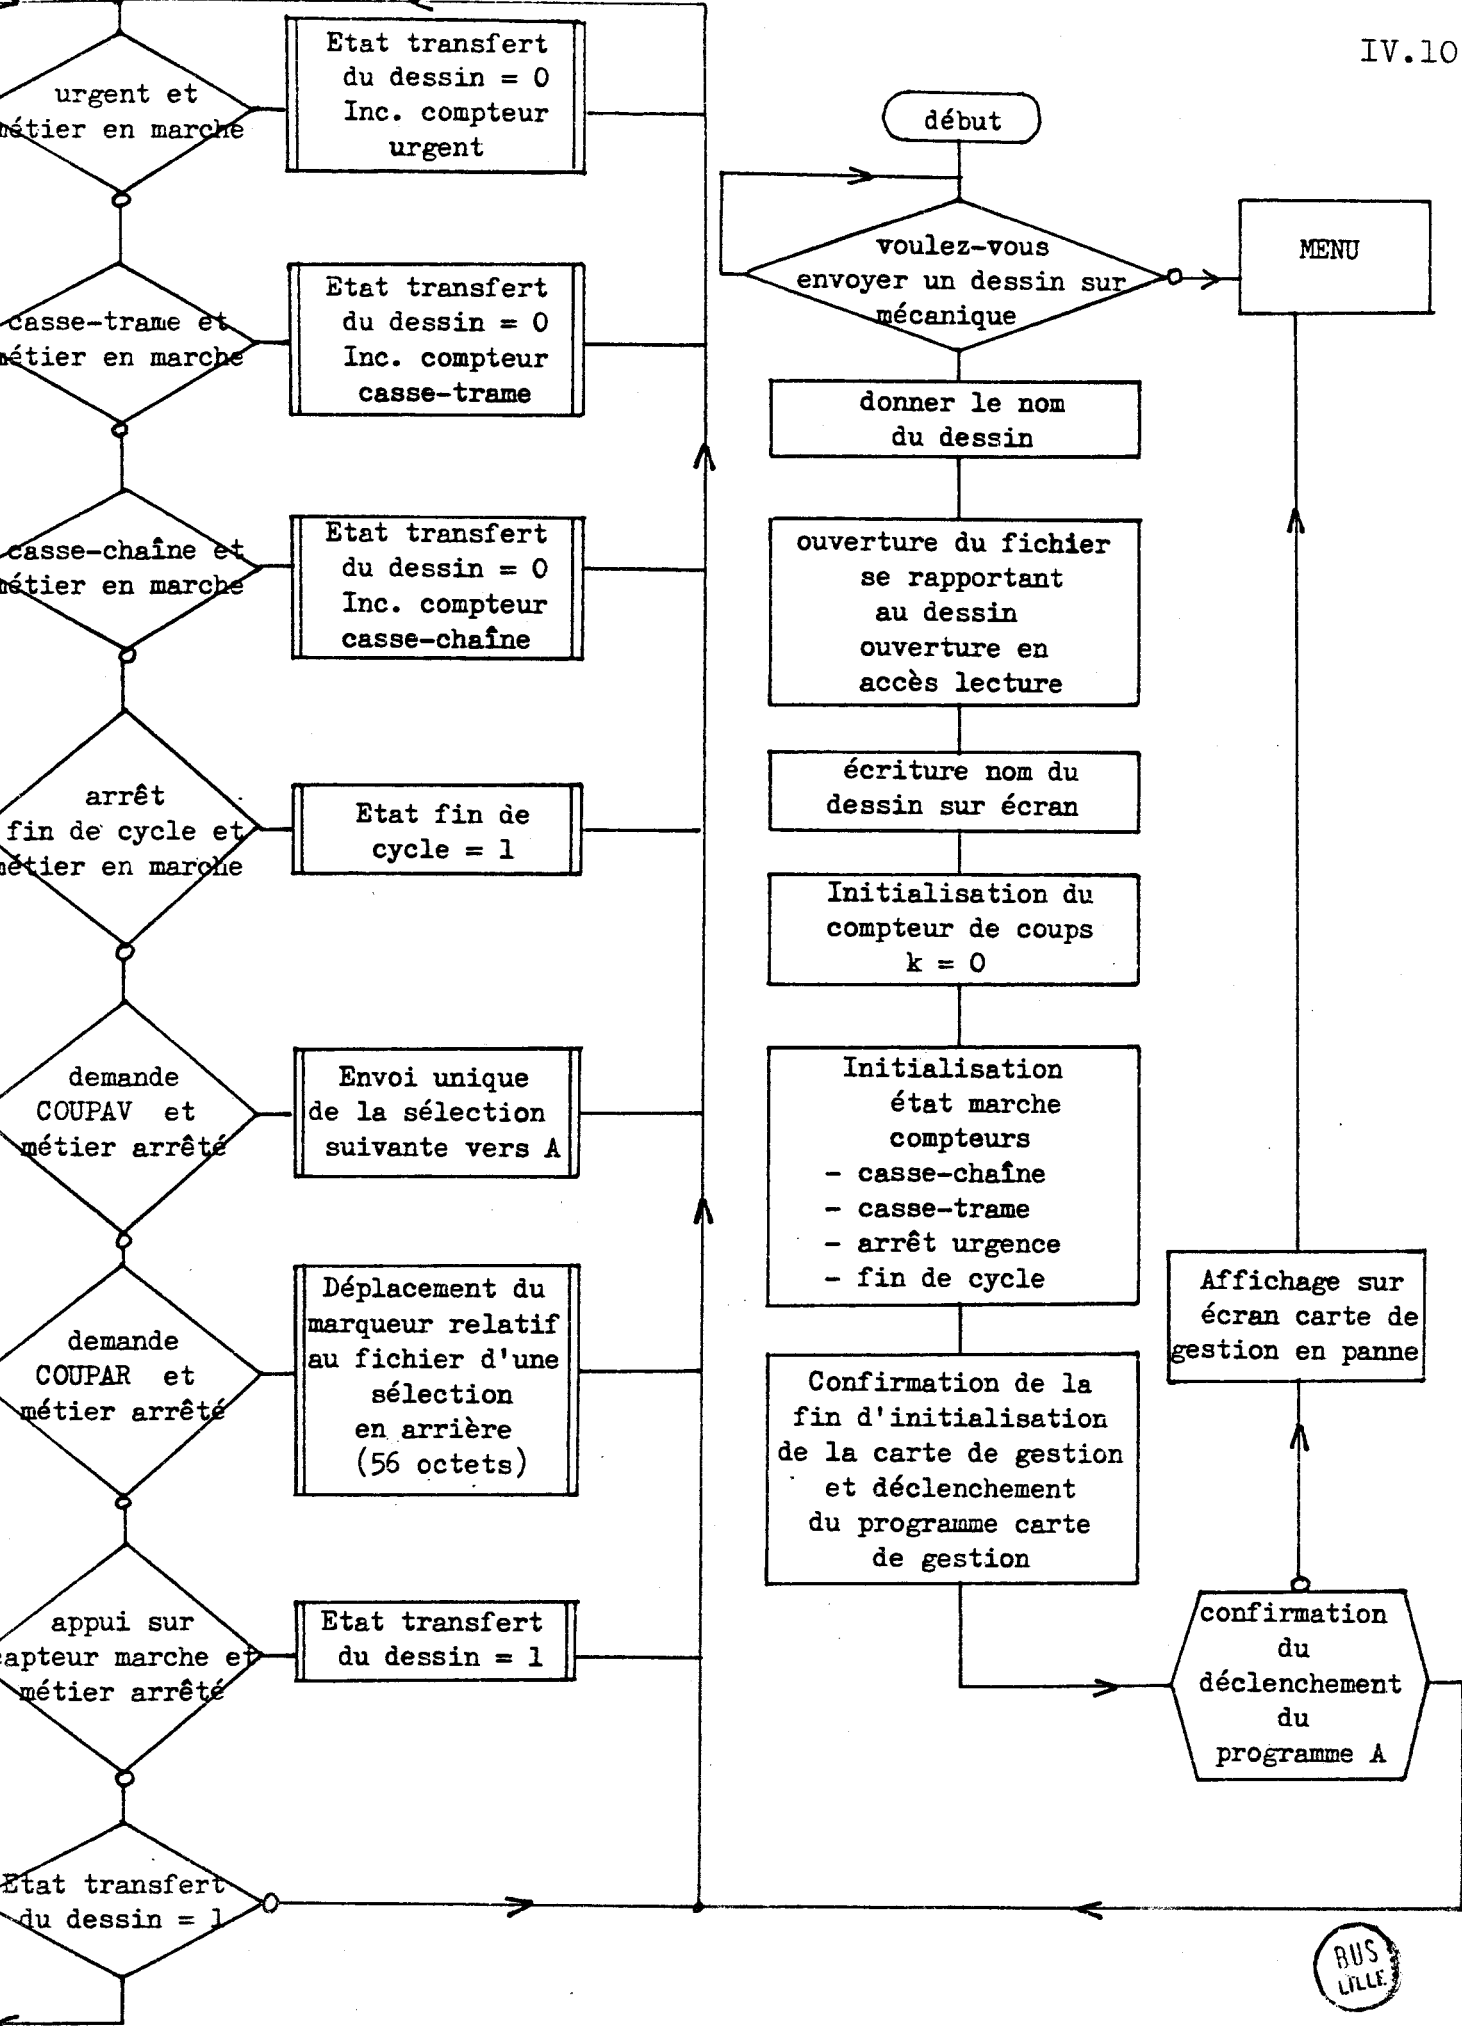 IV.10
urgent et
métier en marche
Etat transfert
du dessin = 0
Inc. compteur
urgent
casse-trame et
métier en marche
Etat transfert
du dessin = 0
Inc. compteur
casse-trame
casse-chaîne et
métier en marche
Etat transfert
du dessin = 0
Inc. compteur
casse-chaîne
arrêt
fin de cycle et
métier en marche
Etat fin de
cycle = 1
demande
COUPAV et
métier arrêté
Envoi unique
de la sélection
suivante vers A
demande
COUPAR et
métier arrêté
Déplacement du
marqueur relatif
au fichier d'une
sélection
en arrière
(56 octets)
appui sur
capteur marche et
métier arrêté
Etat transfert
du dessin = 1
Etat transfert
du dessin = 1
début
voulez-vous
envoyer un dessin sur
mécanique
MENU
donner le nom
du dessin
ouverture du fichier
se rapportant
au dessin
ouverture en
accès lecture
écriture nom du
dessin sur écran
Initialisation du
compteur de coups
k = 0
Initialisation
état marche
compteurs
- casse-chaîne
- casse-trame
- arrêt urgence
- fin de cycle
Confirmation de la
fin d'initialisation
de la carte de gestion
et déclenchement
du programme carte
de gestion
Affichage sur
écran carte de
gestion en panne
confirmation
du
déclenchement
du
programme A
BUS
LILLE